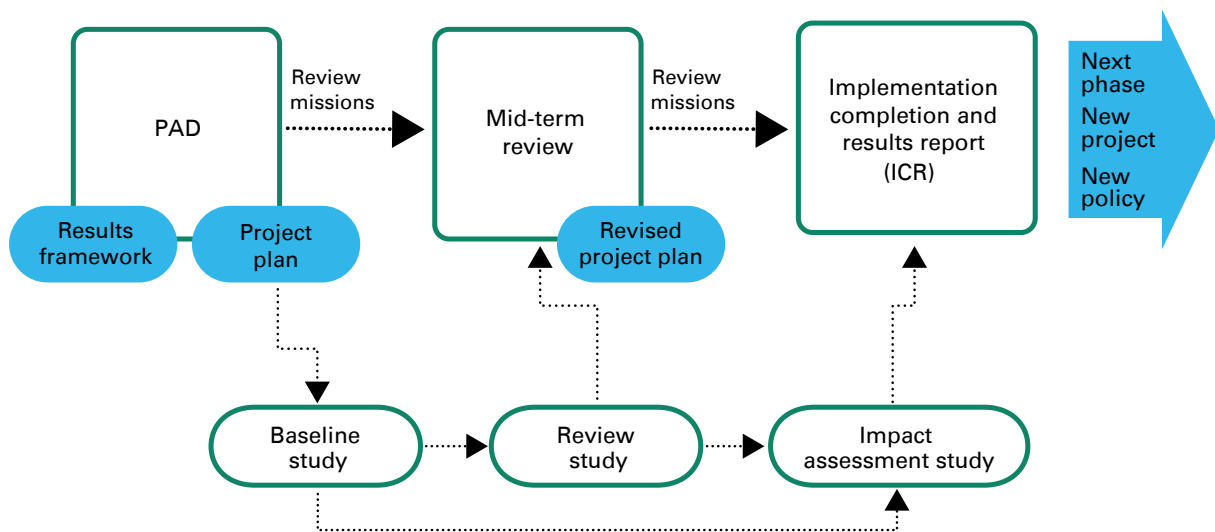 PAD
Review
missions
Mid-term
review
Review
missions
Implementation
completion and
results report
(ICR)
Next
phase
New
project
New
policy
Results
framework
Project
plan
Revised
project plan
Baseline
study
Review
study
Impact
assessment study